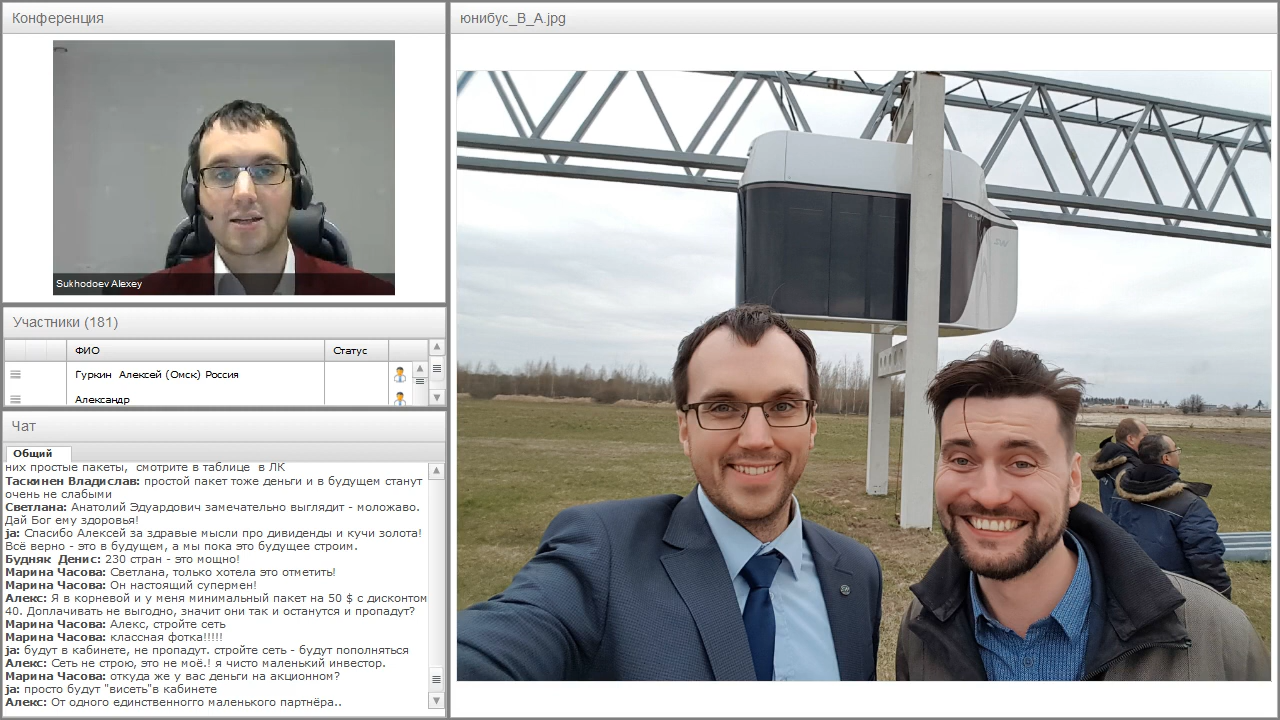 Конференция
Sukhodoev Alexey
Участники (181)
ФИО
Статус
Гуркин Алексей (Омск) Россия
Александр
Чат
Общий
них простые пакеты, смотрите в таблице в ЛК
Таскинен Владислав: простой пакет тоже деньги и в будущем станут
очень не слабыми
Светлана: Анатолий Эдуардевич замечательно выглядит - моложаво.
Дай Бог ему здоровья!
ja: Спасибо Алексей за здравые мысли про дивиденды и кучи золота!
Всё верно - это в будущем, а мы пока это будущее строим.
Будняк Денис: 230 стран - это мощно!
Марина Часова: Светлана, только хотела это отметить!
Марина Часова: Он настоящий супермен!
Алекс: Я в корневой и у меня минимальный пакет на 50 $ с дисконтом
40. Доплачивать не выгодно, значит они так и останутся и пропадут?
Марина Часова: Алекс, стройте сеть
Марина Часова: классная фотка!!!!!
ja: будут в кабинете, не пропадут. стройте сеть - будут пополняться
Алекс: Сеть не строю, это не моё.! я чисто маленький инвестор.
Марина Часова: откуда же у вас деньги на акционном?
ja: просто будут "висеть"в кабинете
Алекс: От одного единственногго маленького партнёра..
юнибус_В_А.jpg